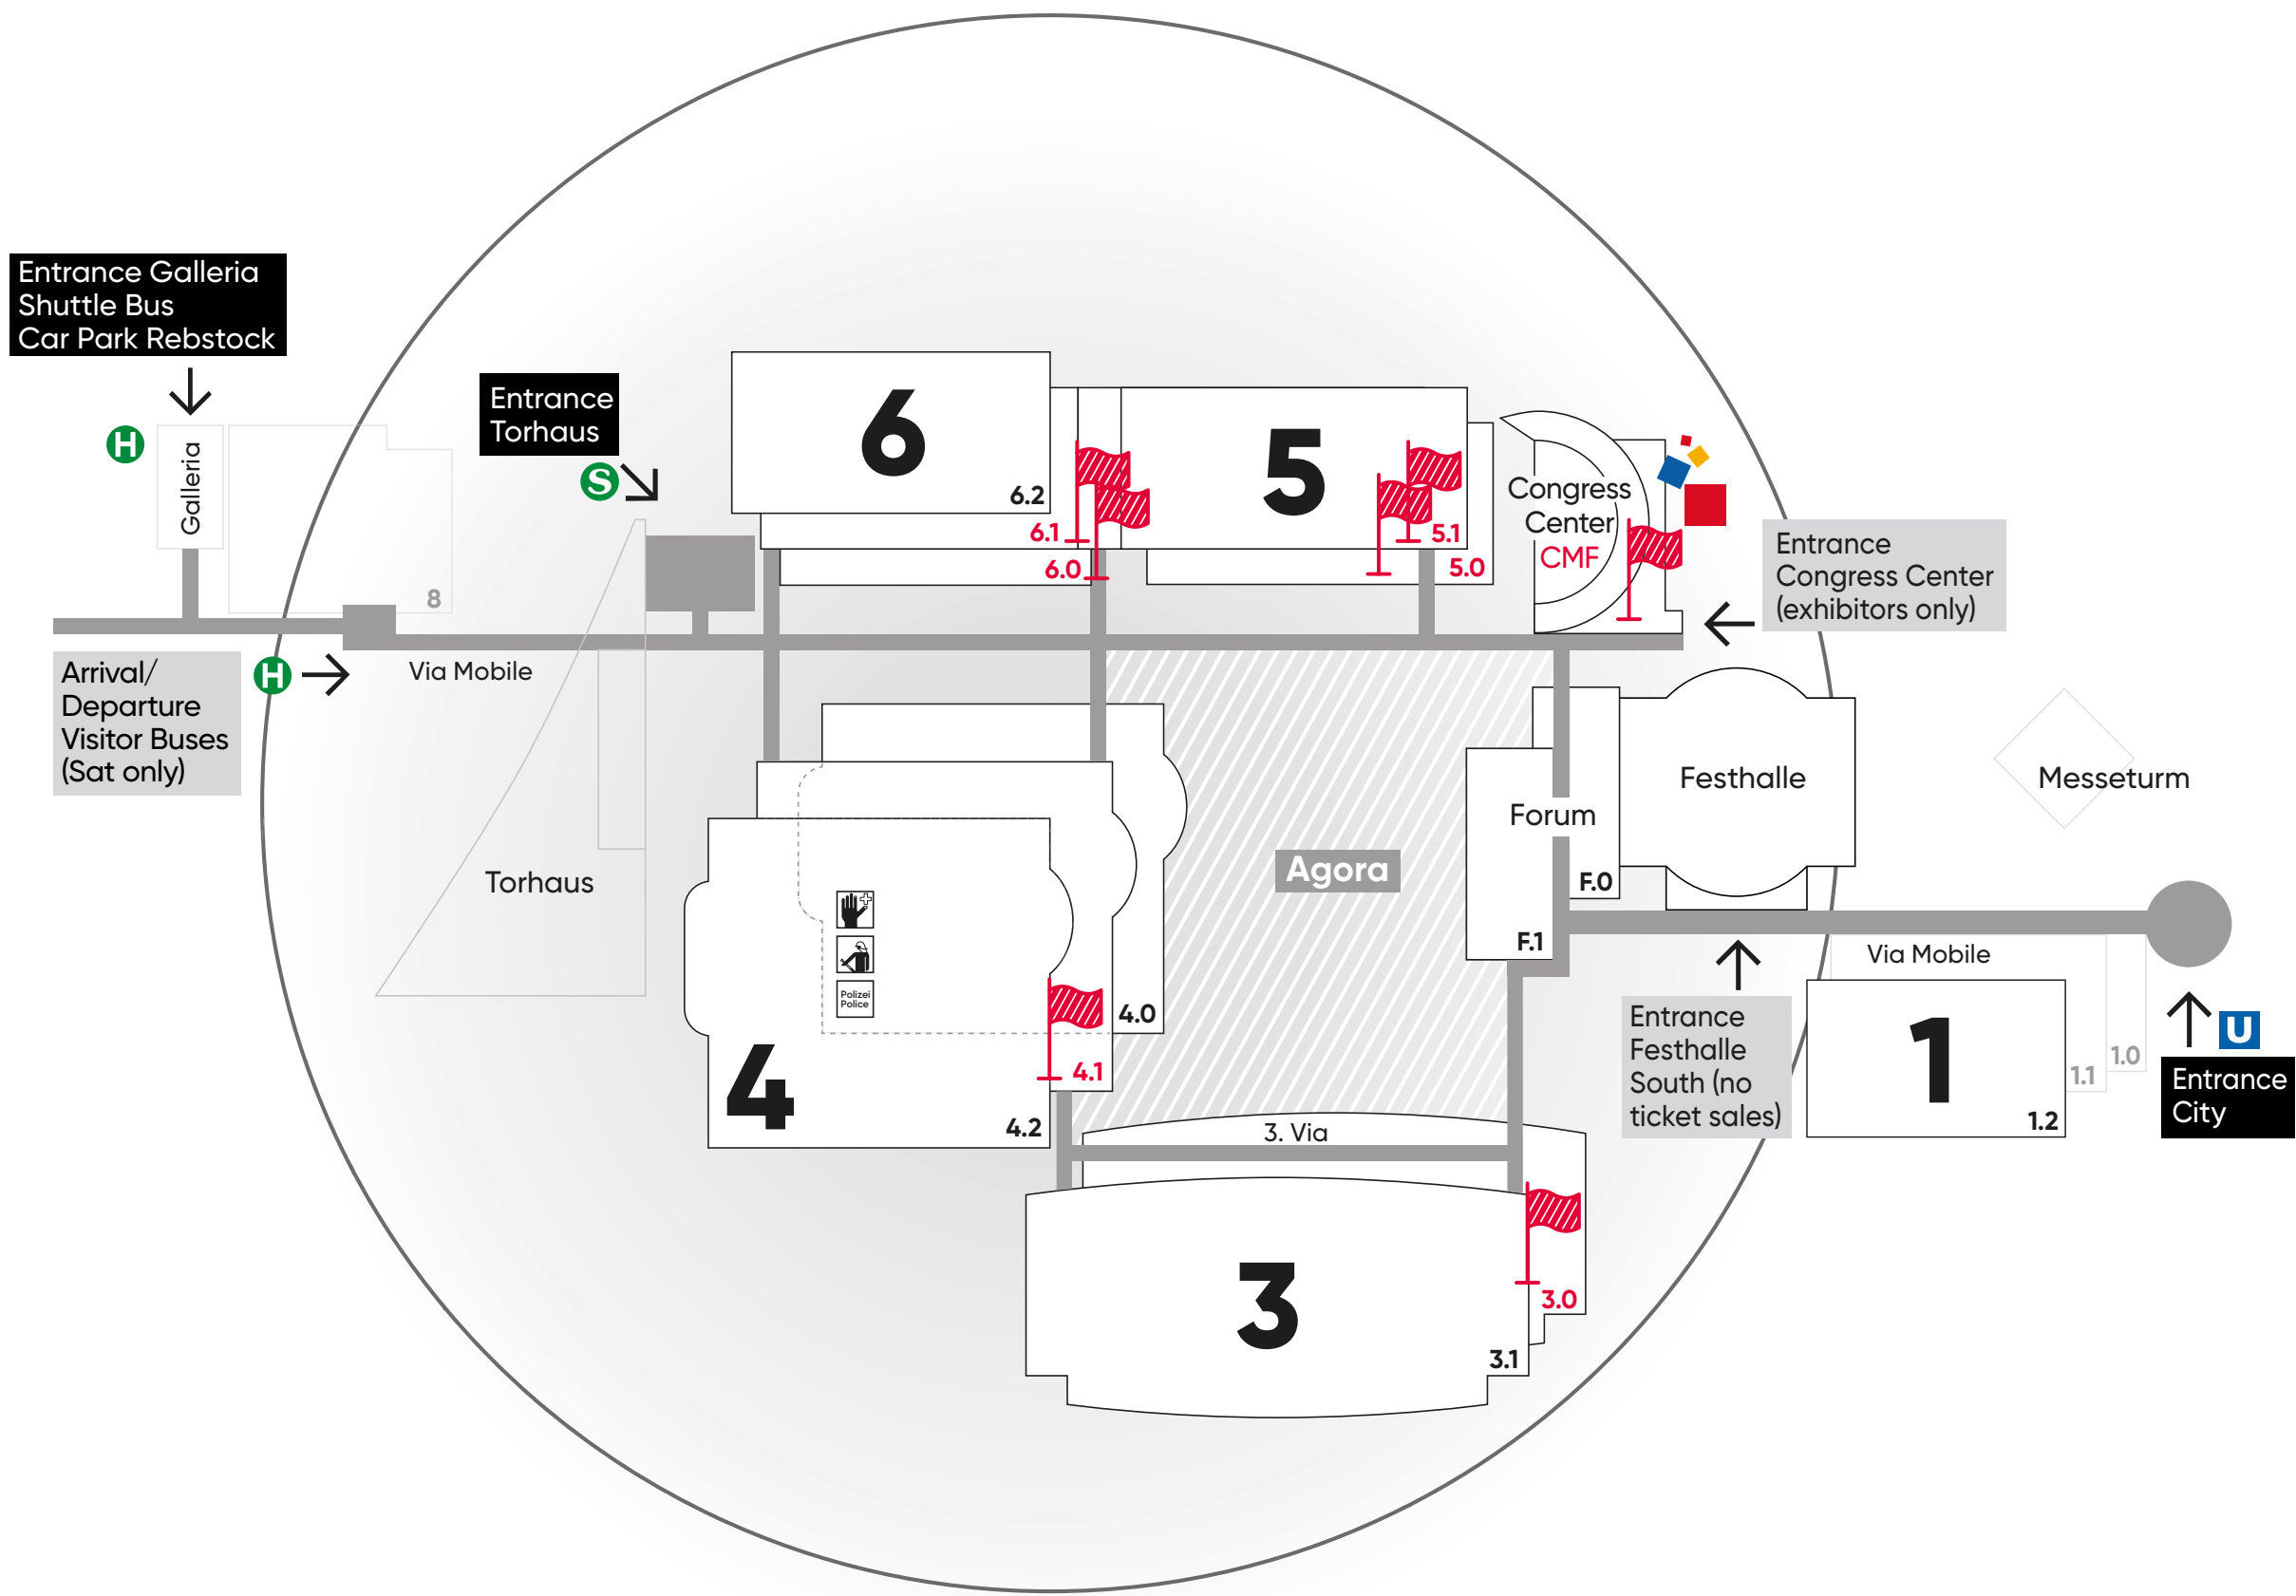 Entrance Galleria
Shuttle Bus
Car Park Rebstock
H
Galleria
8
Entrance
Torhaus
S
6
6.2
6.1
6.0
5
5.1
5.0
Congress
Center
CMF
Entrance
Congress Center
(exhibitors only)
Arrival/
Departure
Visitor Buses
(Sat only)
H
Via Mobile
Torhaus
Polizei
Police
4
4.0
4.1
4.2
Agora
Forum
F.0
F.1
Festhalle
Messeturm
Via Mobile
Entrance
Festhalle
South (no
ticket sales)
1
1.2
1.1
1.0
U
Entrance
City
3. Via
3
3.0
3.1